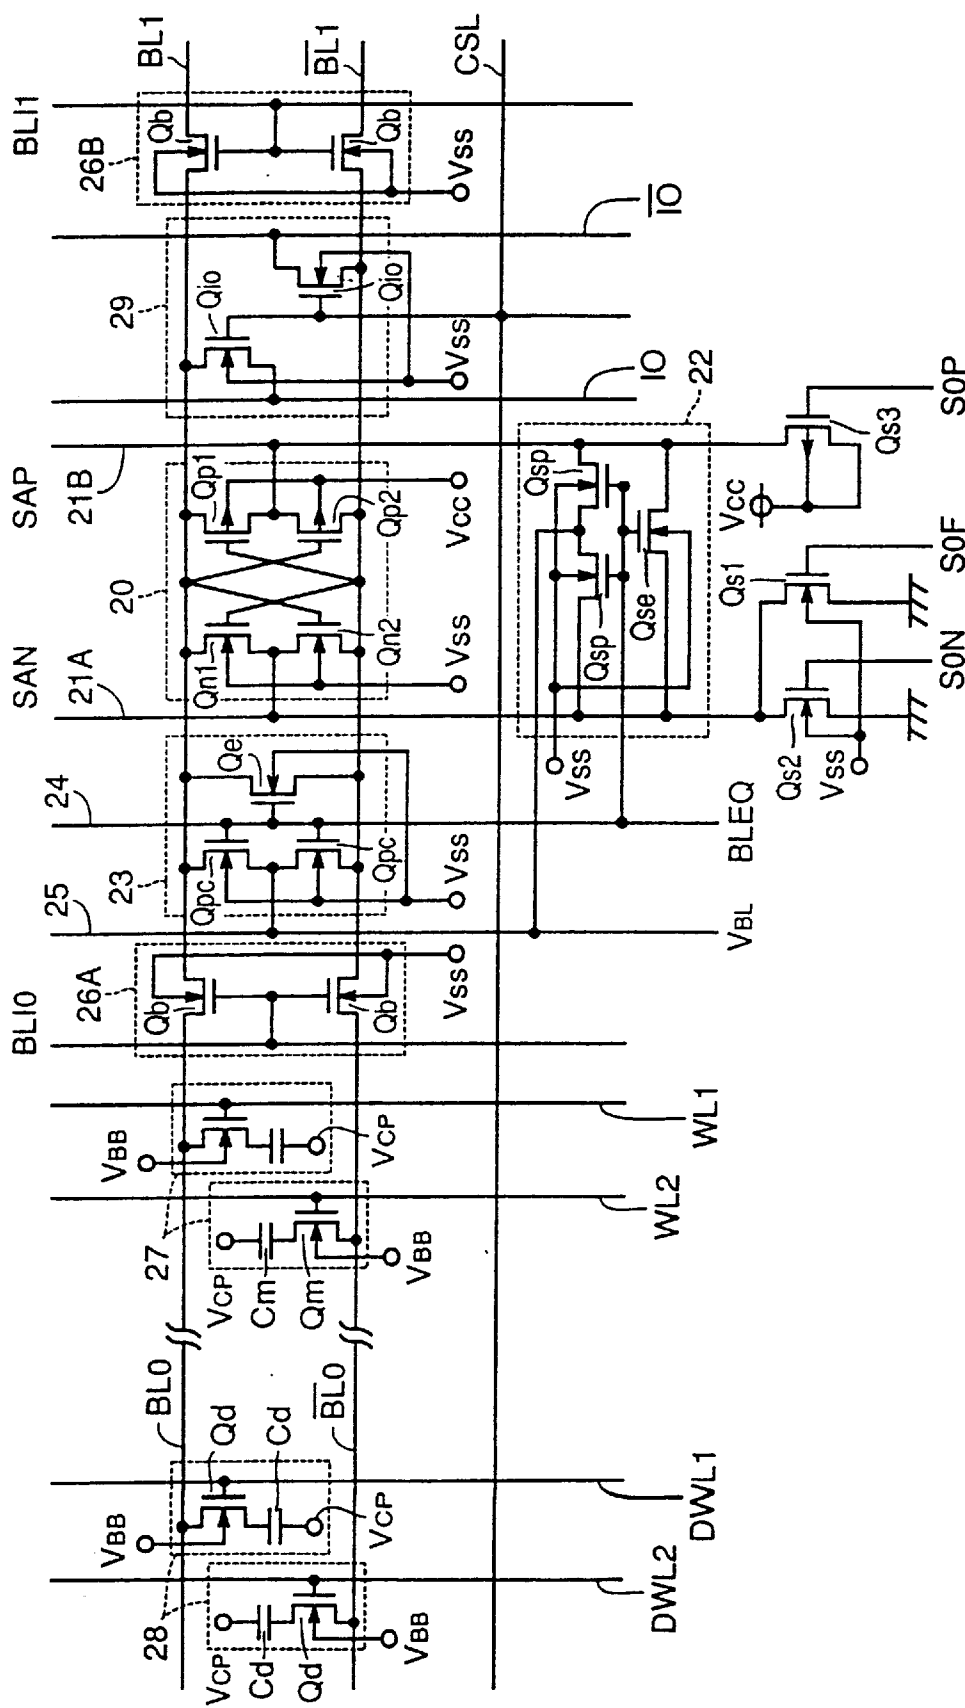 BLI0
SAN
SAP
BLI1
25
24
21A
21B
26A
23
20
29
26B
BL1
B̅L̅1
CSL
Qb
Qb
Qpc
Qpc
Qe
Qn1
Qn2
Qp1
Qp2
Qio
Qio
Qb
Qb
Vss
Vss
Vss
Vcc
Vss
Vss
IO
I̅O̅
28
27
BL0
B̅L̅0
VBB
VBB
VCP
VCP
Qd
Cd
Cd
Qd
VBB
VBB
VCP
VCP
Cm
Qm
DWL2
DWL1
WL2
WL1
VBL
BLEQ
22
Vss
Qsp
Qsp
Qse
Qs2
Vss
Qs1
Vcc
Qs3
S0N
S0F
S0P